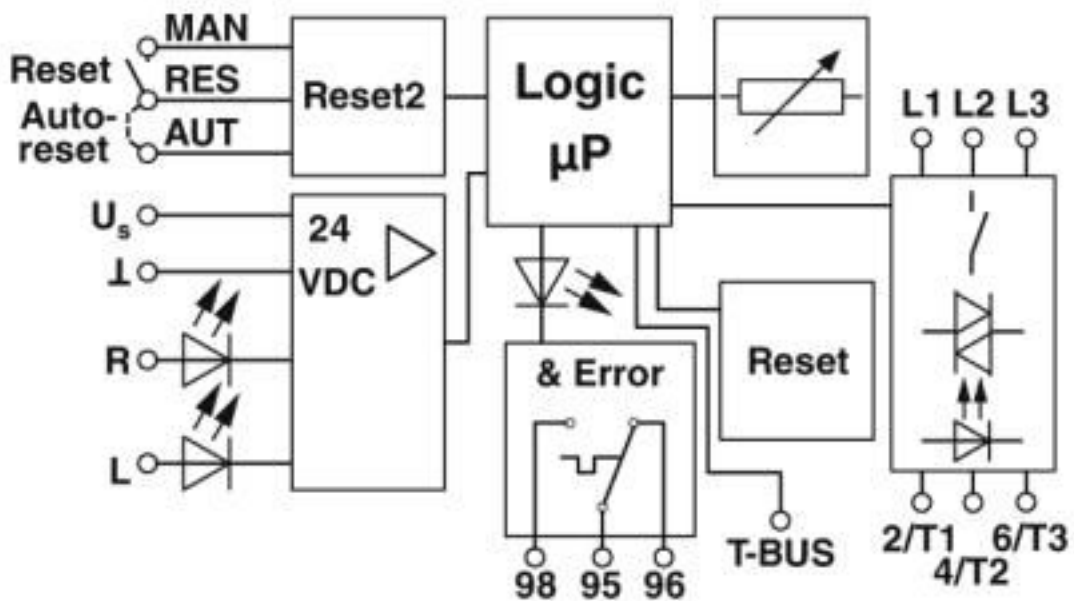 MAN
Reset
RES
Auto-
reset
AUT
Reset2
Logic
µP
L1 L2 L3
Us
24
VDC
⊥
R
L
& Error
Reset
98 95 96
T-BUS
2/T1 6/T3
4/T2